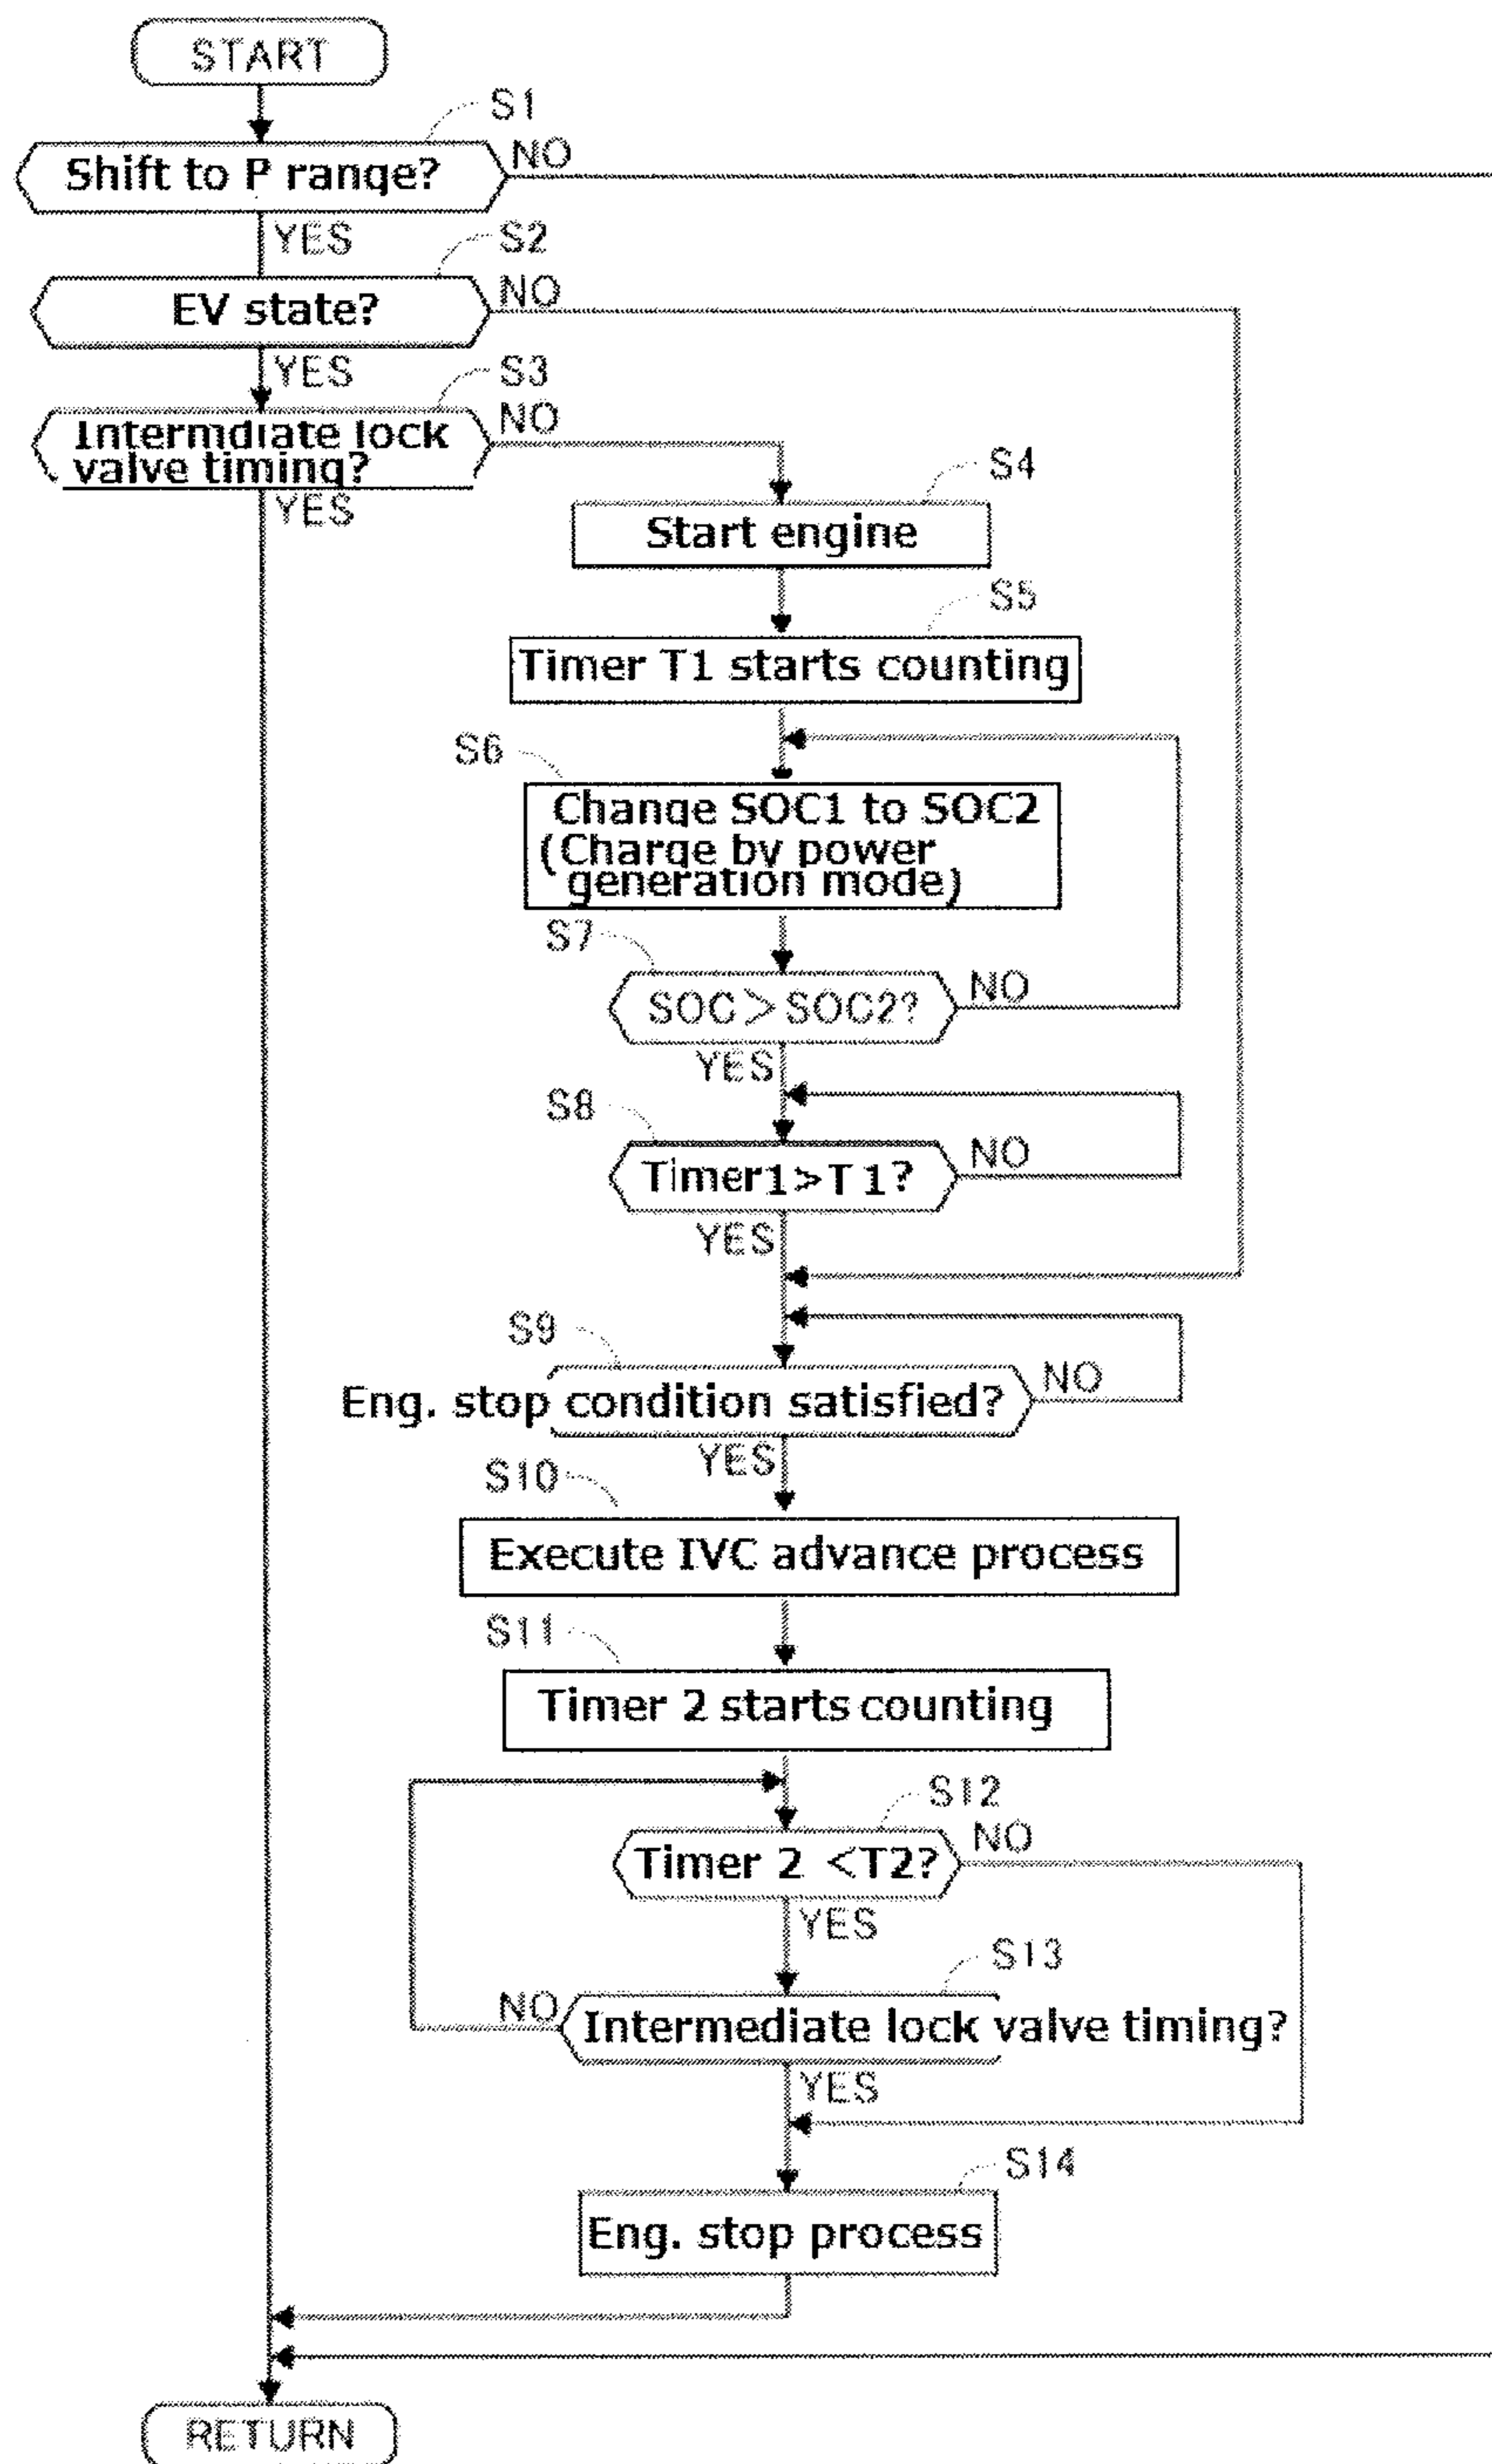 START
S1
Shift to P range?
NO
YES
S2
EV state?
NO
YES
S3
Intermdiate lock
valve timing?
NO
YES
S4
Start engine
S5
Timer T1 starts counting
S6
Change SOC1 to SOC2
(Charge by power
generation mode)
S7
SOC>SOC2?
NO
YES
S8
Timer1>T1?
NO
YES
S9
Eng. stop condition satisfied?
NO
YES
S10
Execute IVC advance process
S11
Timer 2 starts counting
S12
Timer 2 <T2?
NO
YES
S13
NO
Intermediate lock valve timing?
YES
S14
Eng. stop process
RETURN